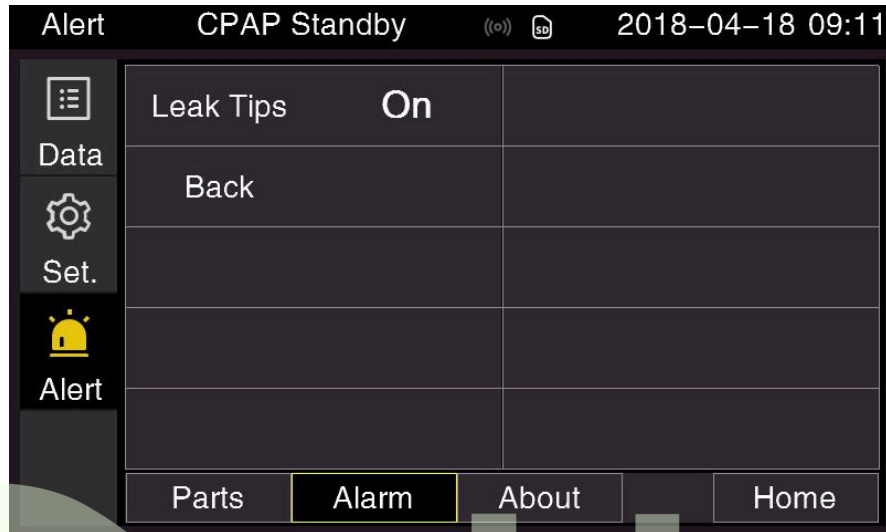 Alert CPAP Standby SD 2018-04-18 09:11
Data
Set.
Alert
Leak Tips On
Back
Parts Alarm About Home